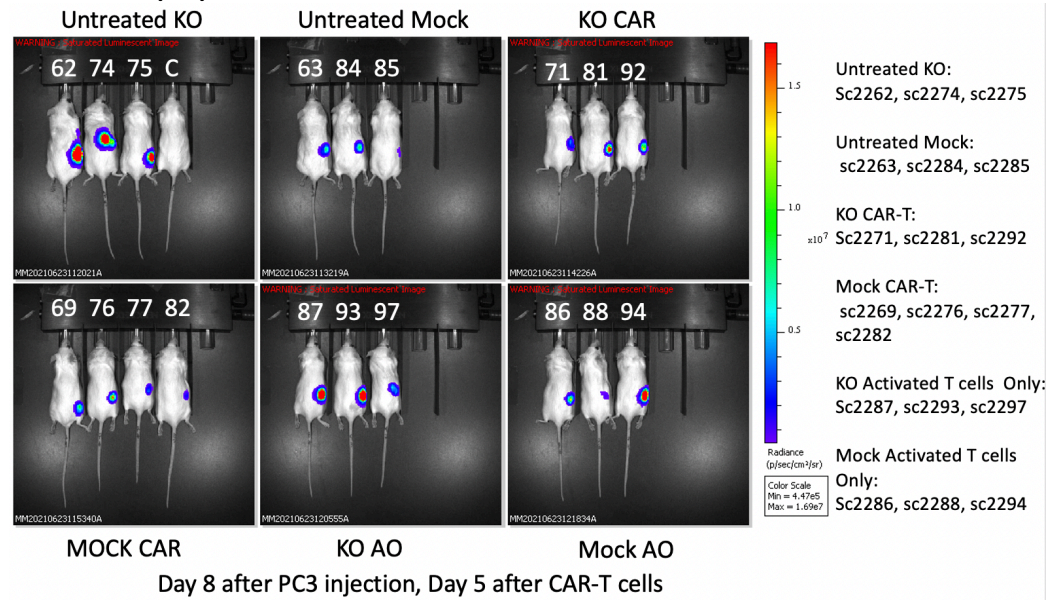 Untreated KO
Untreated Mock
KO CAR
WARNING - Saturated Luminescent Image
62 74 75 C
MM20210623112021A
WARNING - Saturated Luminescent Image
63 84 85
MM20210623113219A
WARNING - Saturated Luminescent Image
71 81 92
MM20210623114226A
69 76 77 82
MM20210623115340A
WARNING - Saturated Luminescent Image
87 93 97
MM20210623120555A
WARNING - Saturated Luminescent Image
86 88 94
MM20210623121834A
MOCK CAR
KO AO
Mock AO
Day 8 after PC3 injection, Day 5 after CAR-T cells
1.5
1.0
x10⁷
0.5
Radiance
(p/sec/cm²/sr)
Color Scale
Min = 4.47e5
Max = 1.69e7
Untreated KO:
Sc2262, sc2274, sc2275
Untreated Mock:
sc2263, sc2284, sc2285
KO CAR-T:
Sc2271, sc2281, sc2292
Mock CAR-T:
sc2269, sc2276, sc2277,
sc2282
KO Activated T cells Only:
Sc2287, sc2293, sc2297
Mock Activated T cells
Only:
Sc2286, sc2288, sc2294